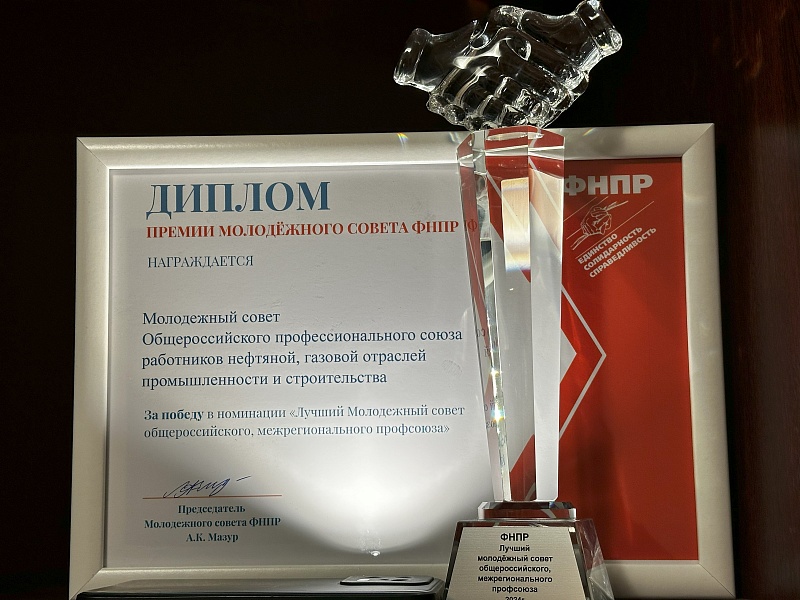 ДИПЛОМ
ПРЕМИИ МОЛОДЁЖНОГО СОВЕТА ФНПР
НАГРАЖДАЕТСЯ
Молодежный совет
Общероссийского профессионального союза
работников нефтяной, газовой отраслей
промышленности и строительства
За победу в номинации «Лучший Молодежный совет
общероссийского, межрегионального профсоюза»
Председатель
Молодежного совета ФНПР
А.К. Мазур
ФНПР
ЕДИНСТВО
СОЛИДАРНОСТЬ
СПРАВЕДЛИВОСТЬ
ФНПР
Лучший
молодёжный совет
общероссийского,
межрегионального
профсоюза
2024г.